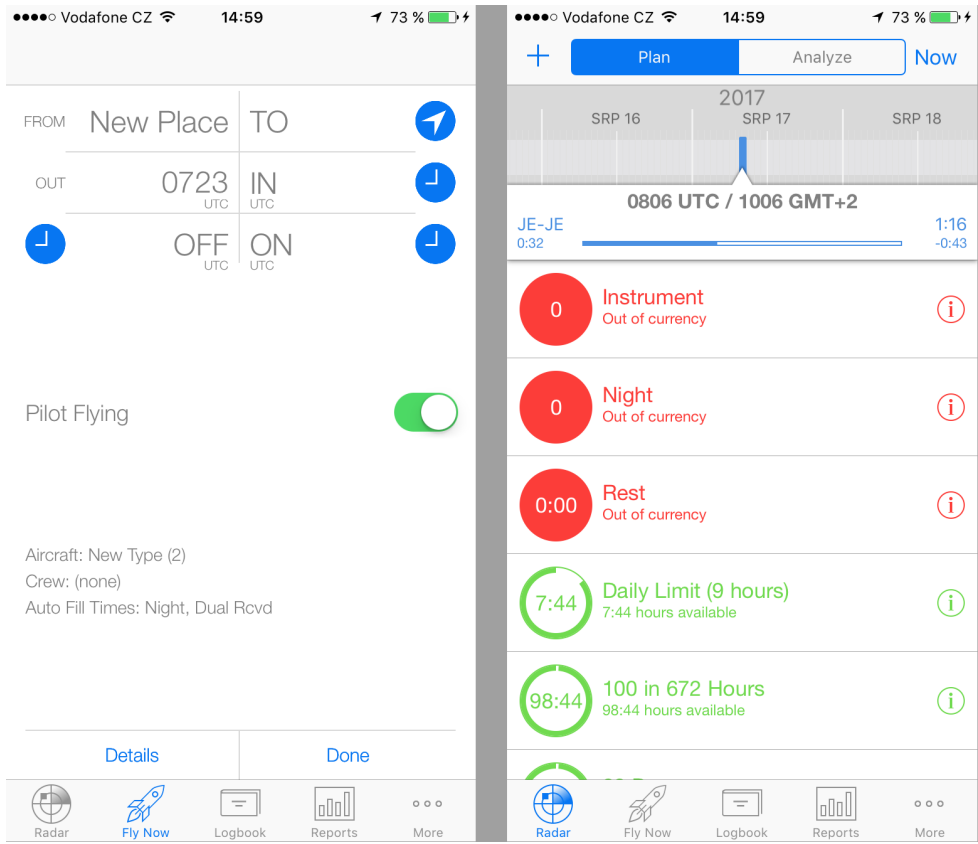 Vodafone CZ 14:59 73 %
FROM New Place TO
OUT 0723 IN
UTC UTC
OFF ON
UTC UTC
Pilot Flying
Aircraft: New Type (2)
Crew: (none)
Auto Fill Times: Night, Dual Rcvd
Details Done
Radar Fly Now Logbook Reports More
Vodafone CZ 14:59 73 %
+ Plan Analyze Now
2017
SRP 16 SRP 17 SRP 18
0806 UTC / 1006 GMT+2
JE-JE 1:16
0:32 -0:43
0 Instrument i
Out of currency
0 Night i
Out of currency
0:00 Rest i
Out of currency
7:44 Daily Limit (9 hours) i
7:44 hours available
98:44 100 in 672 Hours i
98:44 hours available
Radar Fly Now Logbook Reports More